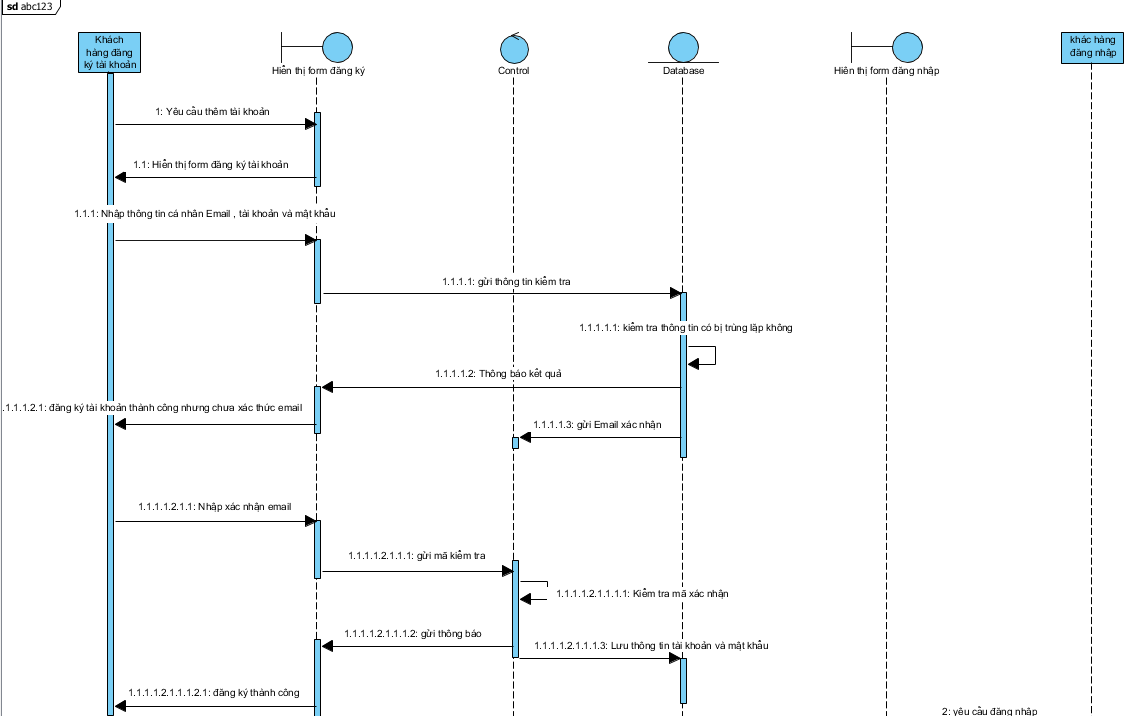 sd abc123
Khách
hàng đăng
ký tài khoản
Hiển thị form đăng ký
Control
Database
Hiển thị form đăng nhập
khác hàng
đăng nhập
1: Yêu cầu thêm tài khoản
1.1: Hiển thị form đăng ký tài khoản
1.1.1: Nhập thông tin cá nhân Email , tài khoản và mật khẩu
1.1.1.1: gửi thông tin kiểm tra
1.1.1.1.1: kiểm tra thông tin có bị trùng lặp không
1.1.1.1.2: Thông báo kết quả
.1.1.1.2.1: đăng ký tài khoản thành công nhưng chưa xác thực email
1.1.1.1.3: gửi Email xác nhận
1.1.1.1.2.1.1: Nhập xác nhận email
1.1.1.1.2.1.1.1: gửi mã kiểm tra
1.1.1.1.2.1.1.1.1: Kiểm tra mã xác nhận
1.1.1.1.2.1.1.1.2: gửi thông báo
1.1.1.1.2.1.1.1.3: Lưu thông tin tài khoản và mật khẩu
1.1.1.1.2.1.1.1.2.1: đăng ký thành công
2: yêu cầu đăng nhập